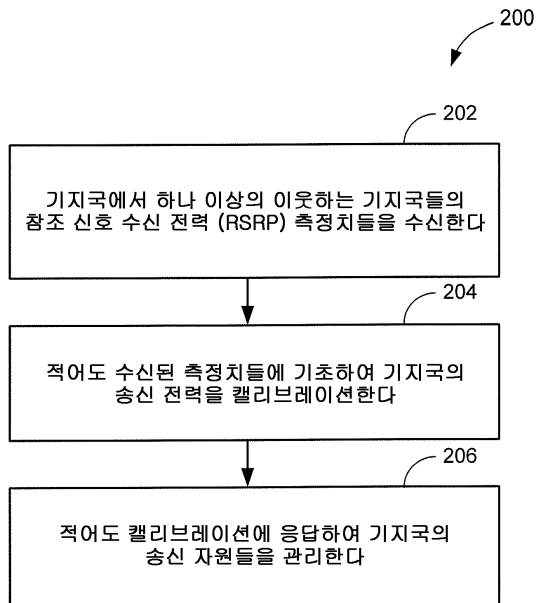 200
202
기지국에서 하나 이상의 이웃하는 기지국들의
참조 신호 수신 전력 (RSRP) 측정치들을 수신한다
204
적어도 수신된 측정치들에 기초하여 기지국의
송신 전력을 캘리브레이션한다
206
적어도 캘리브레이션에 응답하여 기지국의
송신 자원들을 관리한다